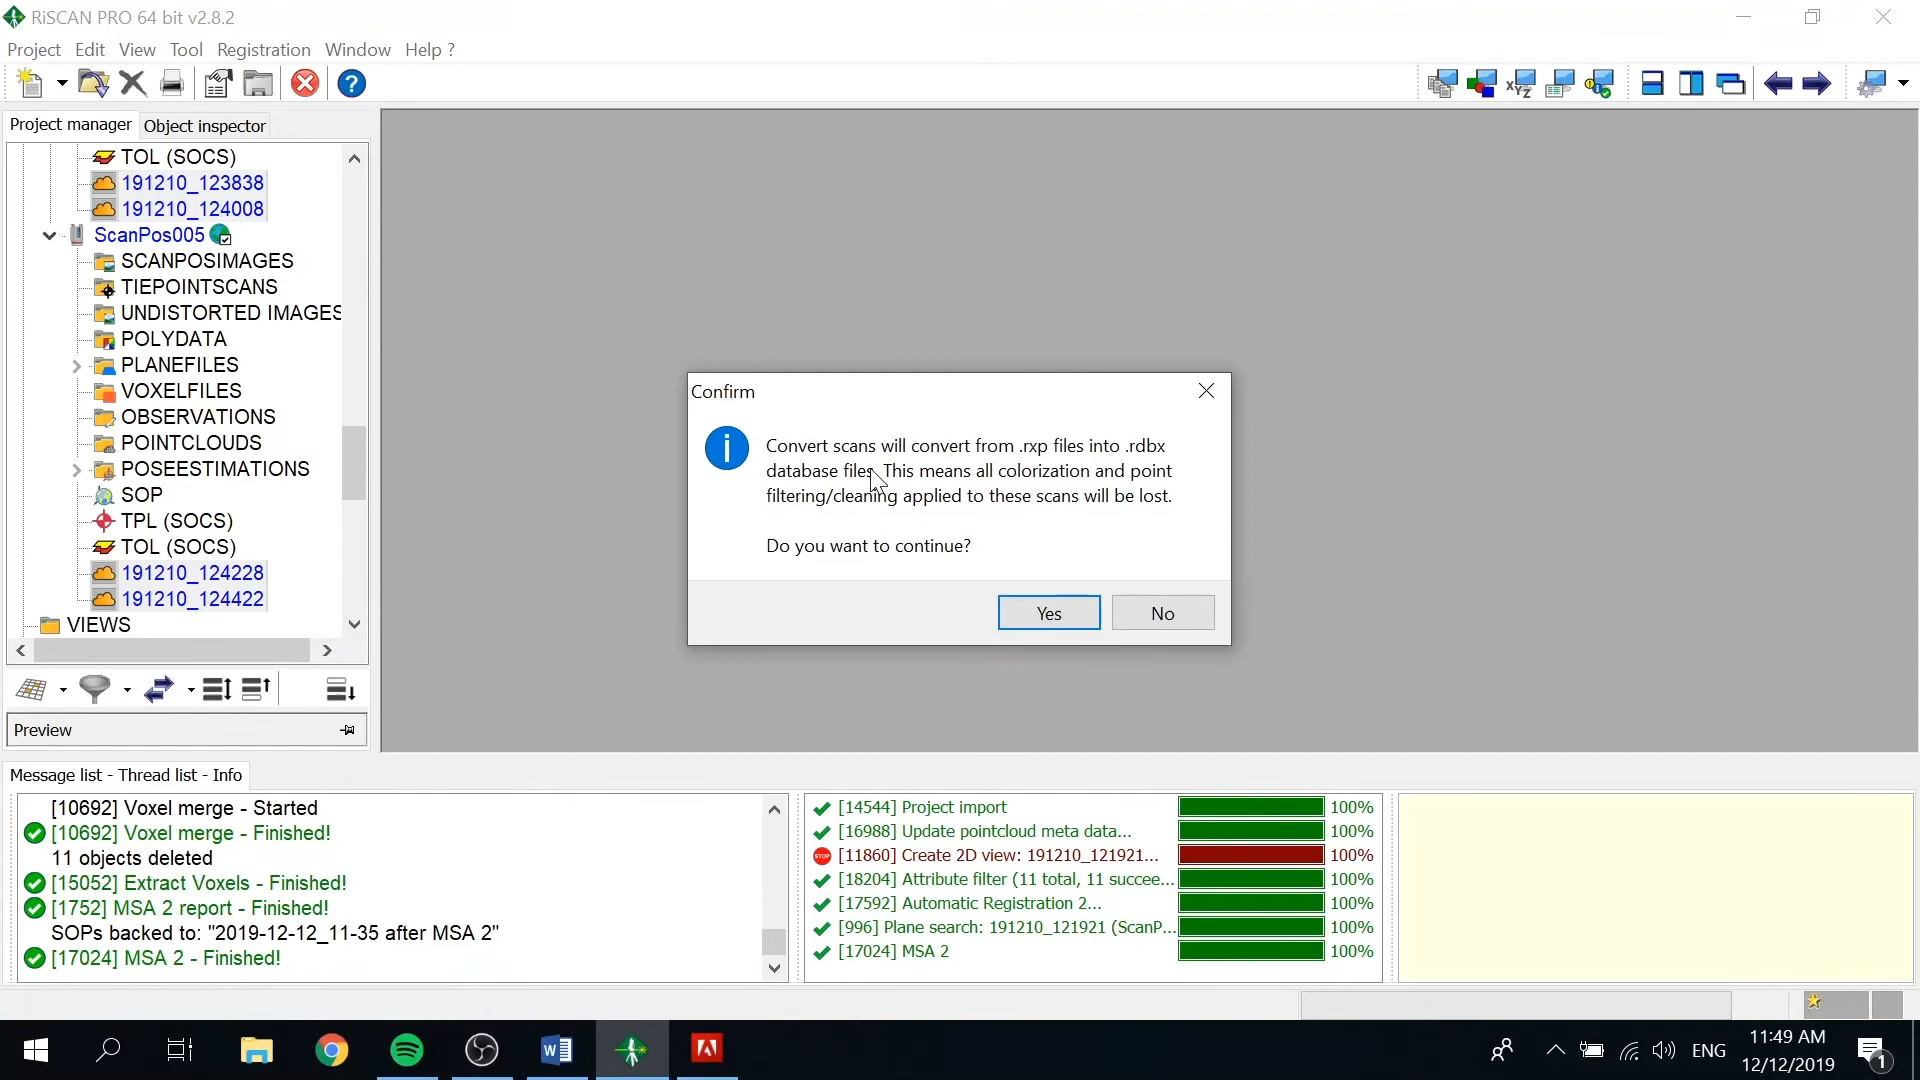 RiSCAN PRO 64 bit v2.8.2
Project Edit View Tool Registration Window Help ?
Project manager Object inspector
TOL (SOCS)
191210_123838
191210_124008
ScanPos005
SCANPOSIMAGES
TIEPOINTSCANS
UNDISTORTED IMAGES
POLYDATA
PLANEFILES
VOXELFILES
OBSERVATIONS
POINTCLOUDS
POSEESTIMATIONS
SOP
TPL (SOCS)
TOL (SOCS)
191210_124228
191210_124422
VIEWS
Preview
Confirm
Convert scans will convert from .rxp files into .rdbx
database files. This means all colorization and point
filtering/cleaning applied to these scans will be lost.
Do you want to continue?
Yes No
Message list - Thread list - Info
[10692] Voxel merge - Started
[10692] Voxel merge - Finished!
11 objects deleted
[15052] Extract Voxels - Finished!
[1752] MSA 2 report - Finished!
SOPs backed to: "2019-12-12_11-35 after MSA 2"
[17024] MSA 2 - Finished!
[14544] Project import 100%
[16988] Update pointcloud meta data... 100%
STOP [11860] Create 2D view: 191210_121921... 100%
[18204] Attribute filter (11 total, 11 succee... 100%
[17592] Automatic Registration 2... 100%
[996] Plane search: 191210_121921 (ScanP... 100%
[17024] MSA 2 100%
ENG
11:49 AM
12/12/2019
1